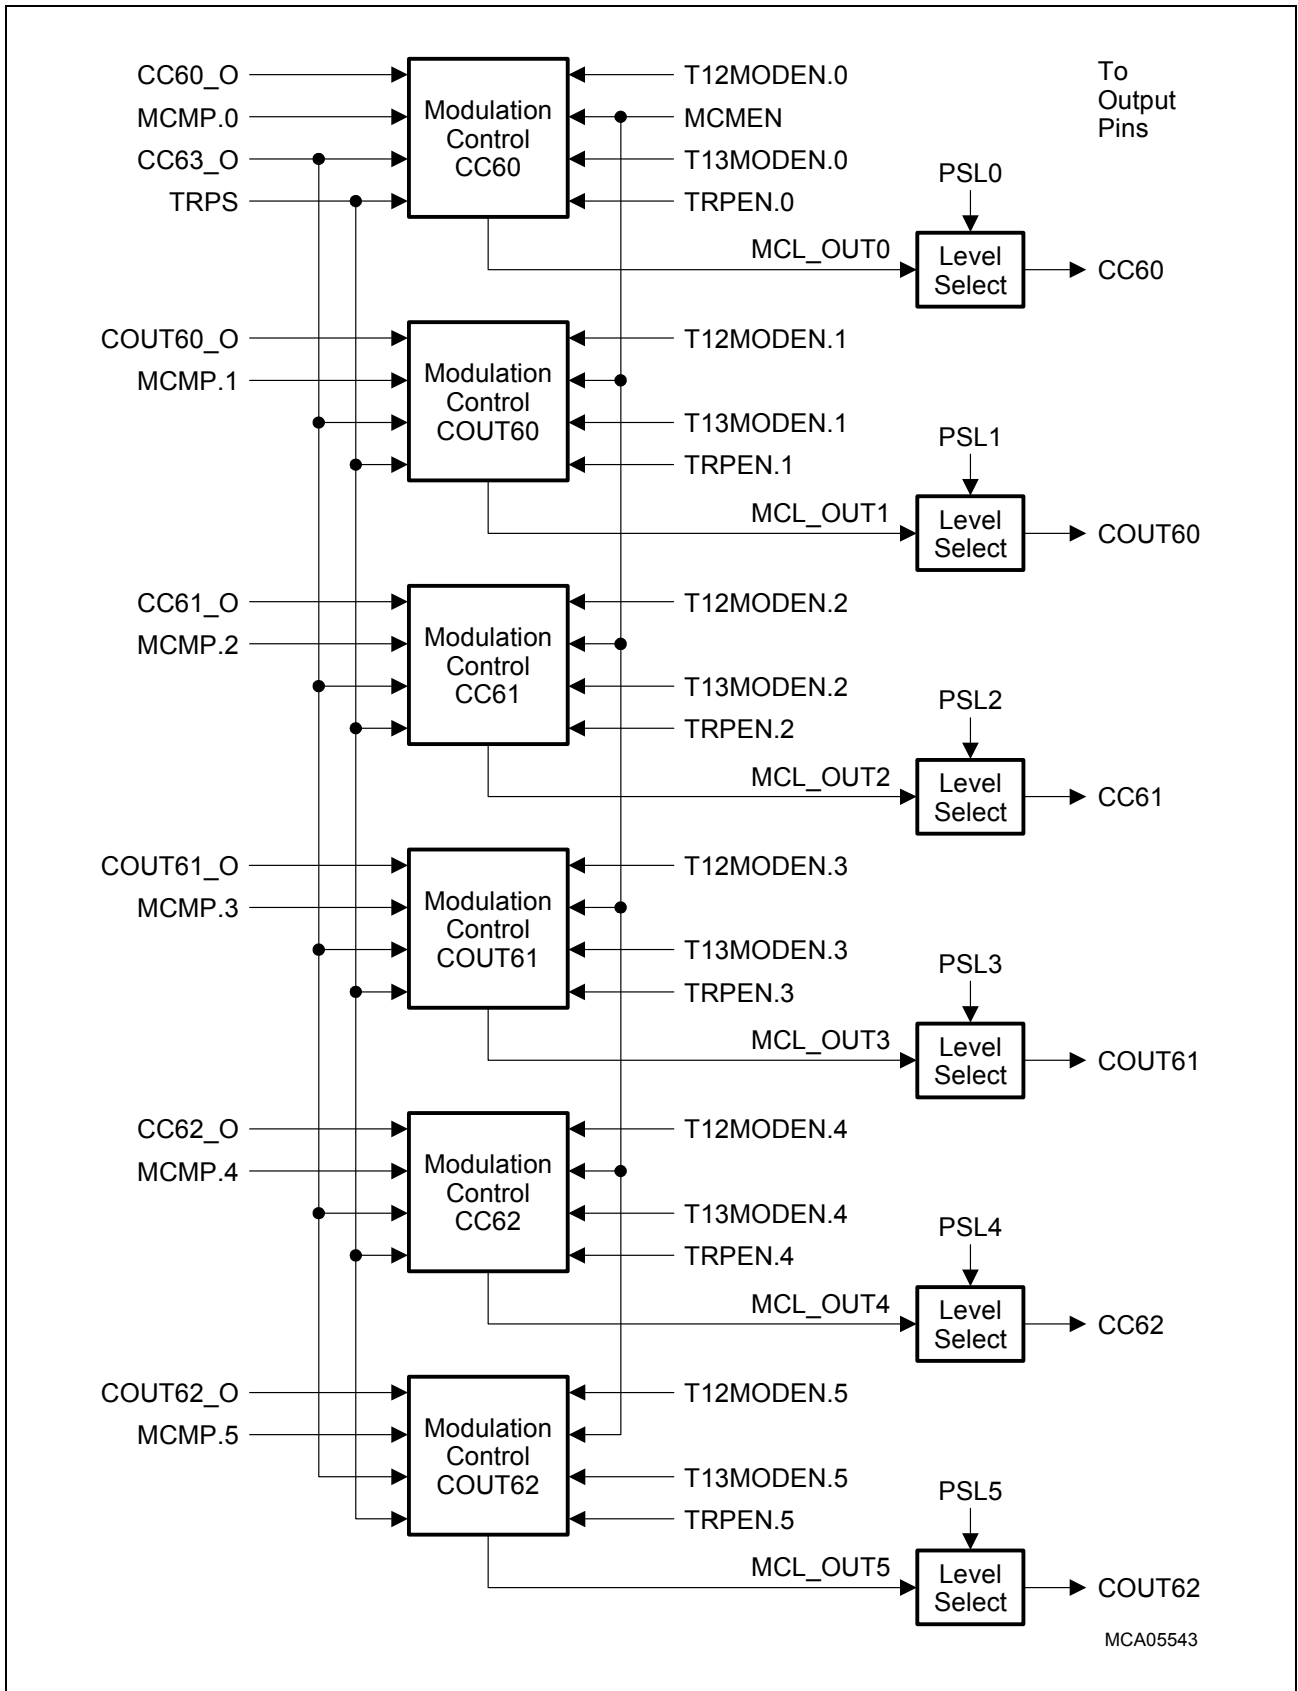 CC60_O
MCMP.0
CC63_O
TRPS
Modulation
Control
CC60
T12MODEN.0
MCMEN
T13MODEN.0
TRPEN.0
To
Output
Pins
PSL0
MCL_OUT0
Level
Select
CC60
COUT60_O
MCMP.1
Modulation
Control
COUT60
T12MODEN.1
T13MODEN.1
TRPEN.1
PSL1
MCL_OUT1
Level
Select
COUT60
CC61_O
MCMP.2
Modulation
Control
CC61
T12MODEN.2
T13MODEN.2
TRPEN.2
PSL2
MCL_OUT2
Level
Select
CC61
COUT61_O
MCMP.3
Modulation
Control
COUT61
T12MODEN.3
T13MODEN.3
TRPEN.3
PSL3
MCL_OUT3
Level
Select
COUT61
CC62_O
MCMP.4
Modulation
Control
CC62
T12MODEN.4
T13MODEN.4
TRPEN.4
PSL4
MCL_OUT4
Level
Select
CC62
COUT62_O
MCMP.5
Modulation
Control
COUT62
T12MODEN.5
T13MODEN.5
TRPEN.5
PSL5
MCL_OUT5
Level
Select
COUT62
MCA05543